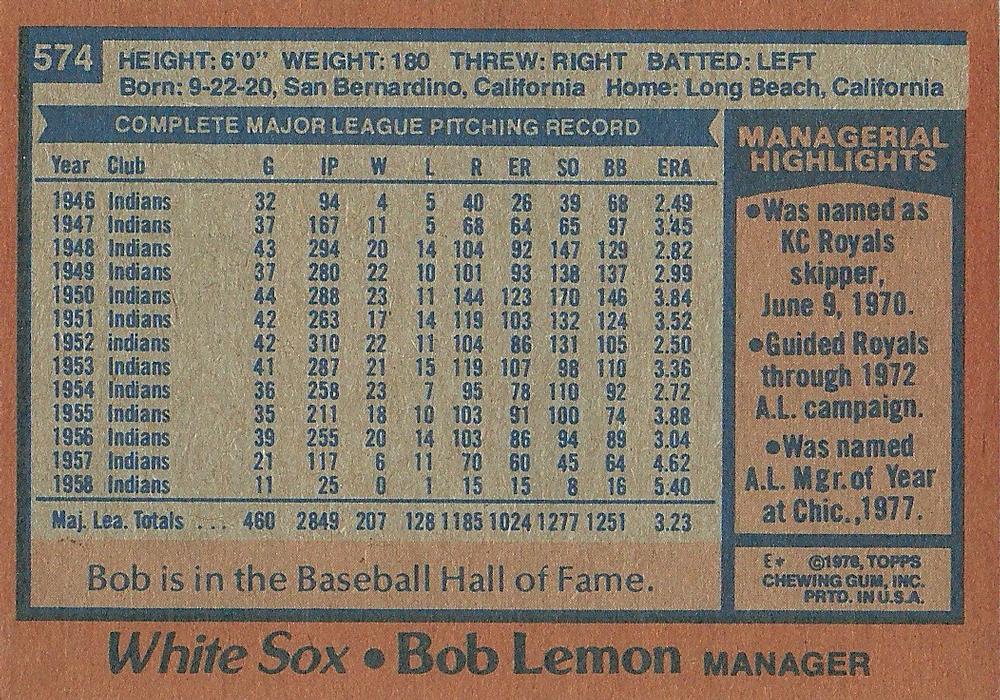 574
HEIGHT: 6'0" WEIGHT: 180 THREW: RIGHT BATTED: LEFT
Born: 9-22-20, San Bernardino, California Home: Long Beach, California
COMPLETE MAJOR LEAGUE PITCHING RECORD
Year Club G IP W L R ER SO BB ERA
1946 Indians 32 94 4 5 40 26 39 68 2.49
1947 Indians 37 167 11 5 68 64 65 97 3.45
1948 Indians 43 294 20 14 104 92 147 129 2.82
1949 Indians 37 280 22 10 101 93 138 137 2.99
1950 Indians 44 288 23 11 144 123 170 146 3.84
1951 Indians 42 263 17 14 119 103 132 124 3.52
1952 Indians 42 310 22 11 104 86 131 105 2.50
1953 Indians 41 287 21 15 119 107 98 110 3.36
1954 Indians 36 258 23 7 95 78 110 92 2.72
1955 Indians 35 211 18 10 103 91 100 74 3.88
1956 Indians 39 255 20 14 103 86 94 89 3.04
1957 Indians 21 117 6 11 70 60 45 64 4.62
1958 Indians 11 25 0 1 15 15 8 16 5.40
Maj. Lea. Totals ... 460 2849 207 128 1185 1024 1277 1251 3.23
Bob is in the Baseball Hall of Fame.
MANAGERIAL
HIGHLIGHTS
•Was named as
KC Royals
skipper,
June 9, 1970.
•Guided Royals
through 1972
A.L. campaign.
•Was named
A.L. Mgr. of Year
at Chic., 1977.
E* ©1978, TOPPS
CHEWING GUM, INC.
PRTD. IN U.S.A.
White Sox • Bob Lemon MANAGER